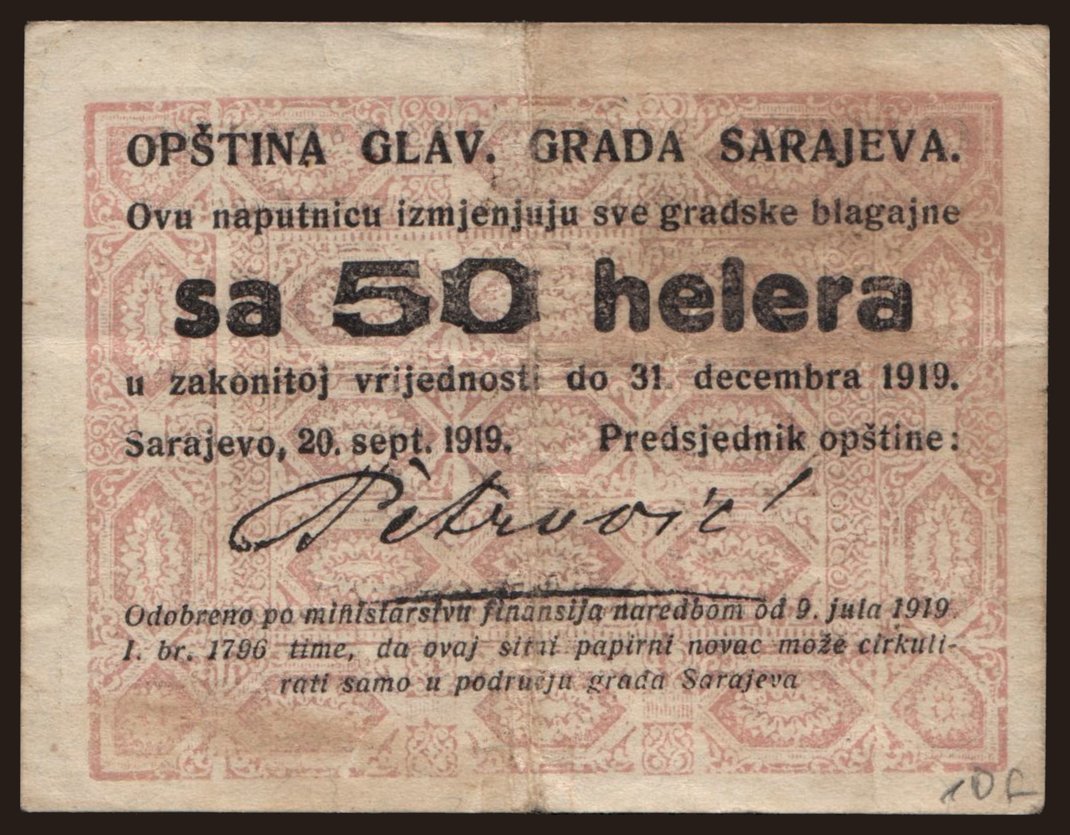 OPŠTINA GLAV. GRADA SARAJEVA.
Ovu naputnicu izmjenjuju sve gradske blagajne
sa 50 helera
u zakonitoj vrijednosti do 31. decembra 1919.
Sarajevo, 20. sept. 1919. Predsjednik opštine:
Petrović
Odobreno po ministarstvu finansija naredbom od 9. jula 1919
I. br. 1796 time, da ovaj sitni papirni novac može cirkuli-
rati samo u području grada Sarajeva